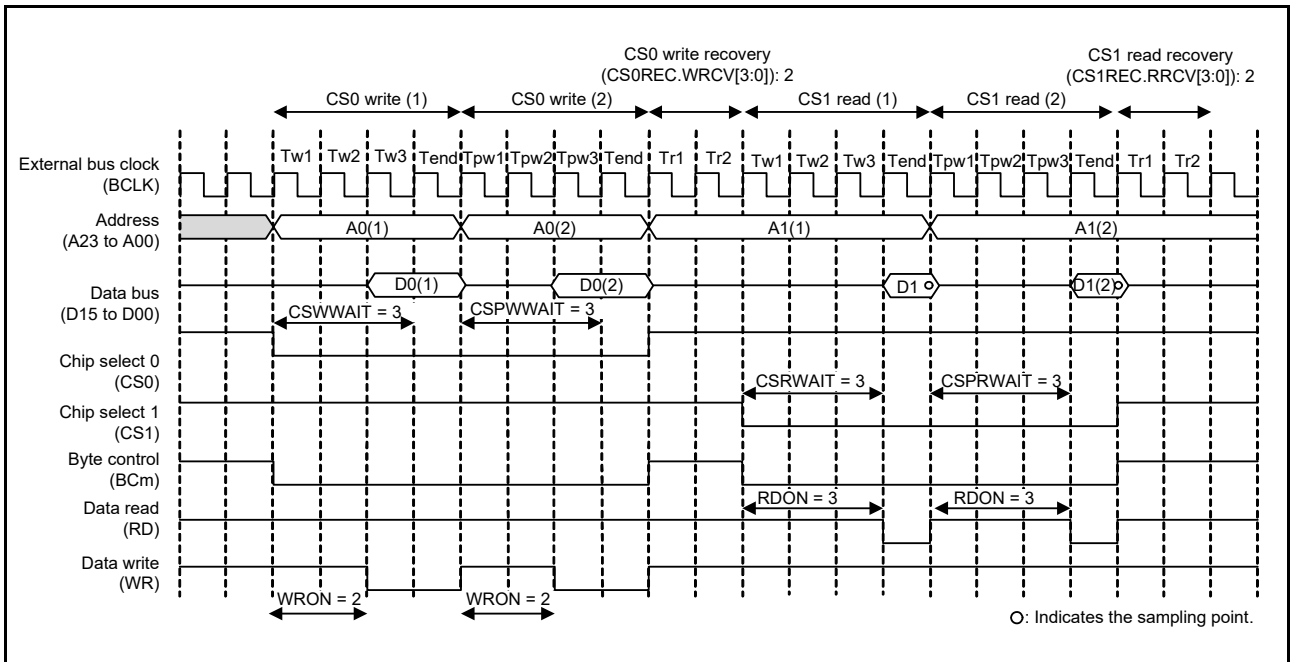 CS0 write recovery
(CS0REC.WRCV[3:0]): 2
CS1 read recovery
(CS1REC.RRCV[3:0]): 2
CS0 write (1)
CS0 write (2)
CS1 read (1)
CS1 read (2)
Tw1 Tw2 Tw3 Tend Tpw1 Tpw2 Tpw3 Tend Tr1 Tr2 Tw1 Tw2 Tw3 Tend Tpw1 Tpw2 Tpw3 Tend Tr1 Tr2
External bus clock
(BCLK)
Address
(A23 to A00)
A0(1) A0(2) A1(1) A1(2)
Data bus
(D15 to D00)
D0(1) D0(2) D1 D1(2)
CSWWAIT = 3 CSPWWAIT = 3
Chip select 0
(CS0)
CSRWAIT = 3 CSPRWAIT = 3
Chip select 1
(CS1)
Byte control
(BCm)
RDON = 3 RDON = 3
Data read
(RD)
Data write
(WR)
WRON = 2 WRON = 2
O: Indicates the sampling point.